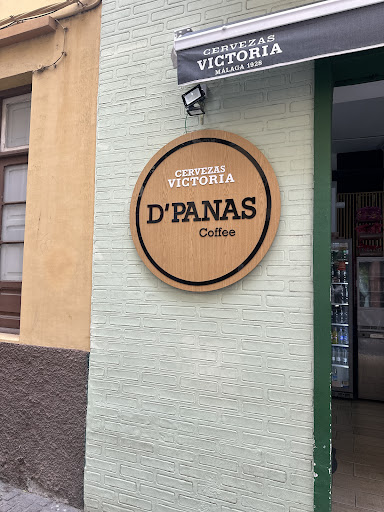 CERVEZAS
VICTORIA
MÁLAGA 1928
CERVEZAS
VICTORIA
D'PANAS
Coffee